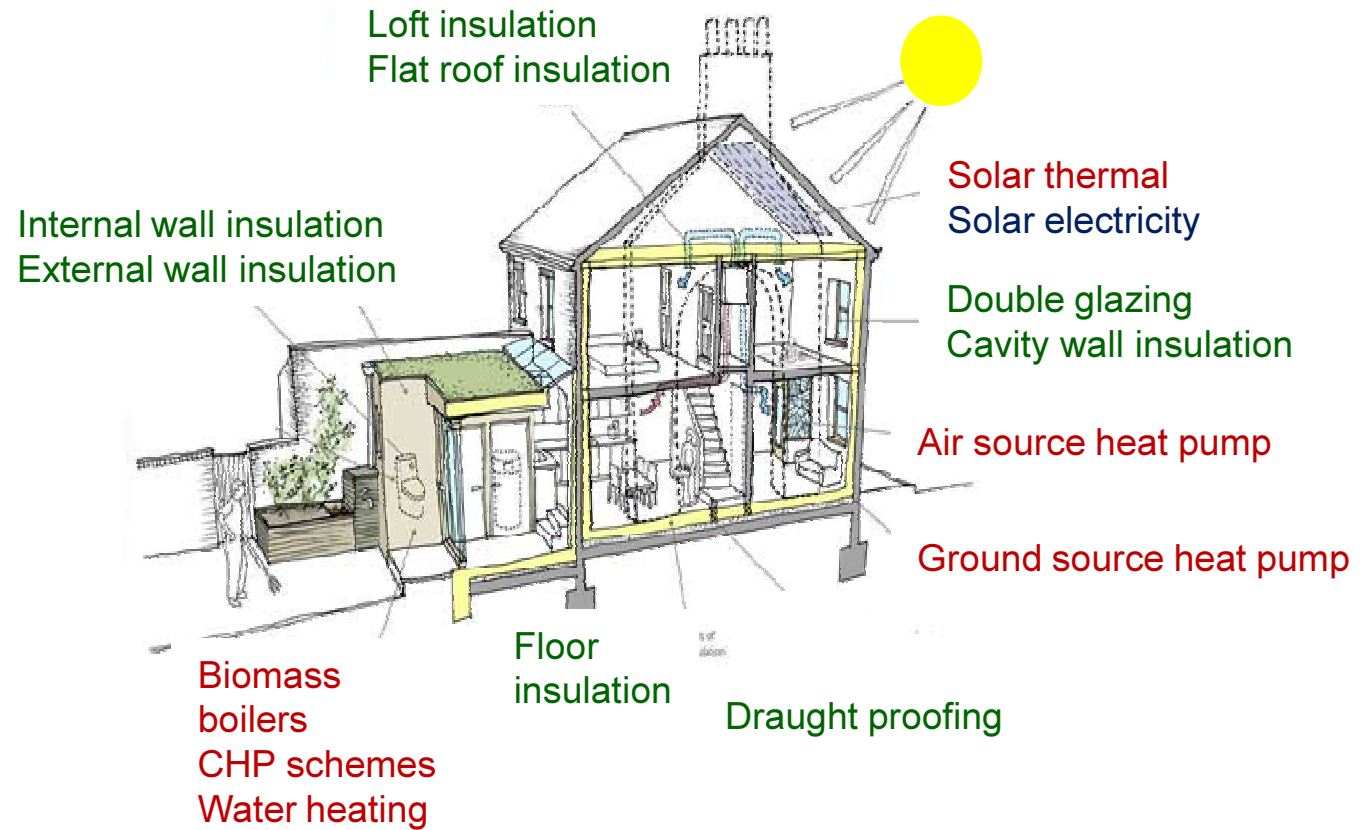 Loft insulation
Flat roof insulation
Solar thermal
Solar electricity
Internal wall insulation
External wall insulation
Double glazing
Cavity wall insulation
Air source heat pump
Ground source heat pump
Floor
insulation
Biomass
boilers
CHP schemes
Water heating
Draught proofing